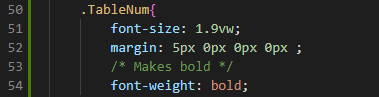 50 .TableNum{
51 font-size: 1.9vw;
52 margin: 5px 0px 0px 0px ;
53 /* Makes bold */
54 font-weight: bold;